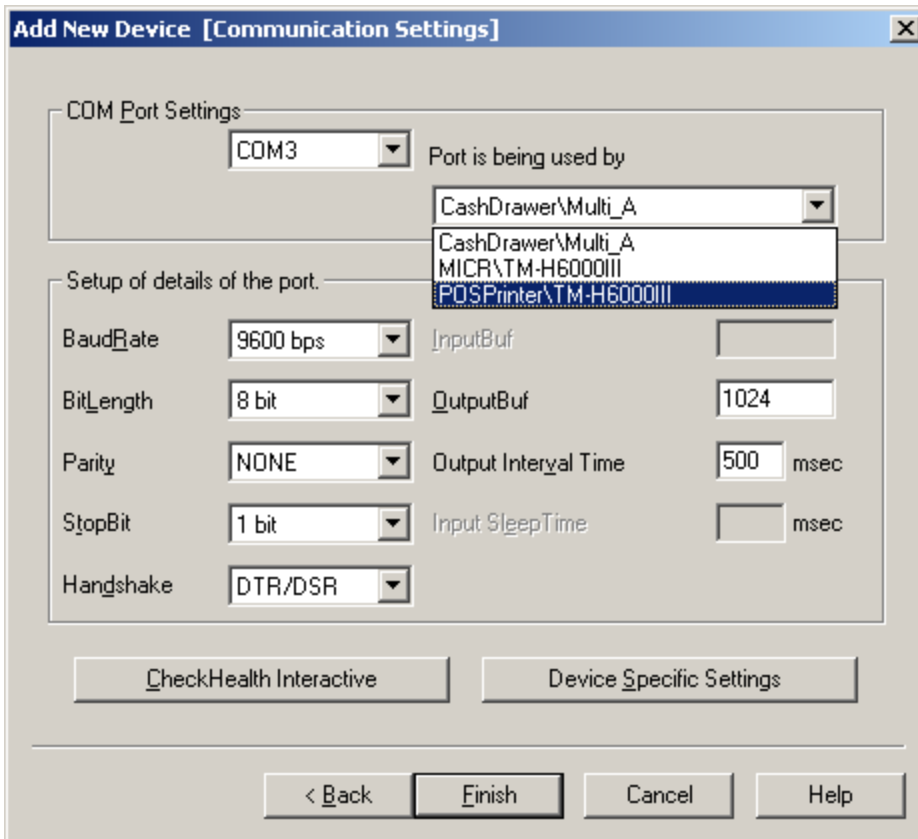 Add New Device [Communication Settings]
COM Port Settings
COM3
Port is being used by
CashDrawer\Multi_A
CashDrawer\Multi_A
MICR\TM-H6000III
POSPrinter\TM-H6000III
Setup of details of the port.
BaudRate 9600 bps InputBuf
BitLength 8 bit OutputBuf 1024
Parity NONE Output Interval Time 500 msec
StopBit 1 bit Input SleepTime msec
Handshake DTR/DSR
CheckHealth Interactive Device Specific Settings
< Back Finish Cancel Help